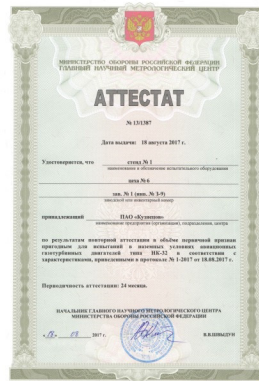 МИНИСТЕРСТВО ОБОРОНЫ РОССИЙСКОЙ ФЕДЕРАЦИИ
ГЛАВНЫЙ НАУЧНЫЙ МЕТРОЛОГИЧЕСКИЙ ЦЕНТР
АТТЕСТАТ
№ 13/1387
Дата выдачи: 18 августа 2017 г.
Удостоверяется, что стенд № 1
наименование и обозначение испытательного оборудования
цеха № 6
зав. № 1 (инв. № 3-9)
заводской или инвентарный номер
принадлежащий ПАО «Кузнецов»
наименование предприятия (организации), подразделения, центра
по результатам повторной аттестации в объёме первичной признан
пригодным для испытаний в наземных условиях авиационных
газотурбинных двигателей типа НК-32 в соответствии с
характеристиками, приведенными в протоколе № 1-2017 от 18.08.2017 г.
Периодичность аттестации: 24 месяца.
НАЧАЛЬНИК ГЛАВНОГО НАУЧНОГО МЕТРОЛОГИЧЕСКОГО ЦЕНТРА
МИНИСТЕРСТВА ОБОРОНЫ РОССИЙСКОЙ ФЕДЕРАЦИИ
2017 г.